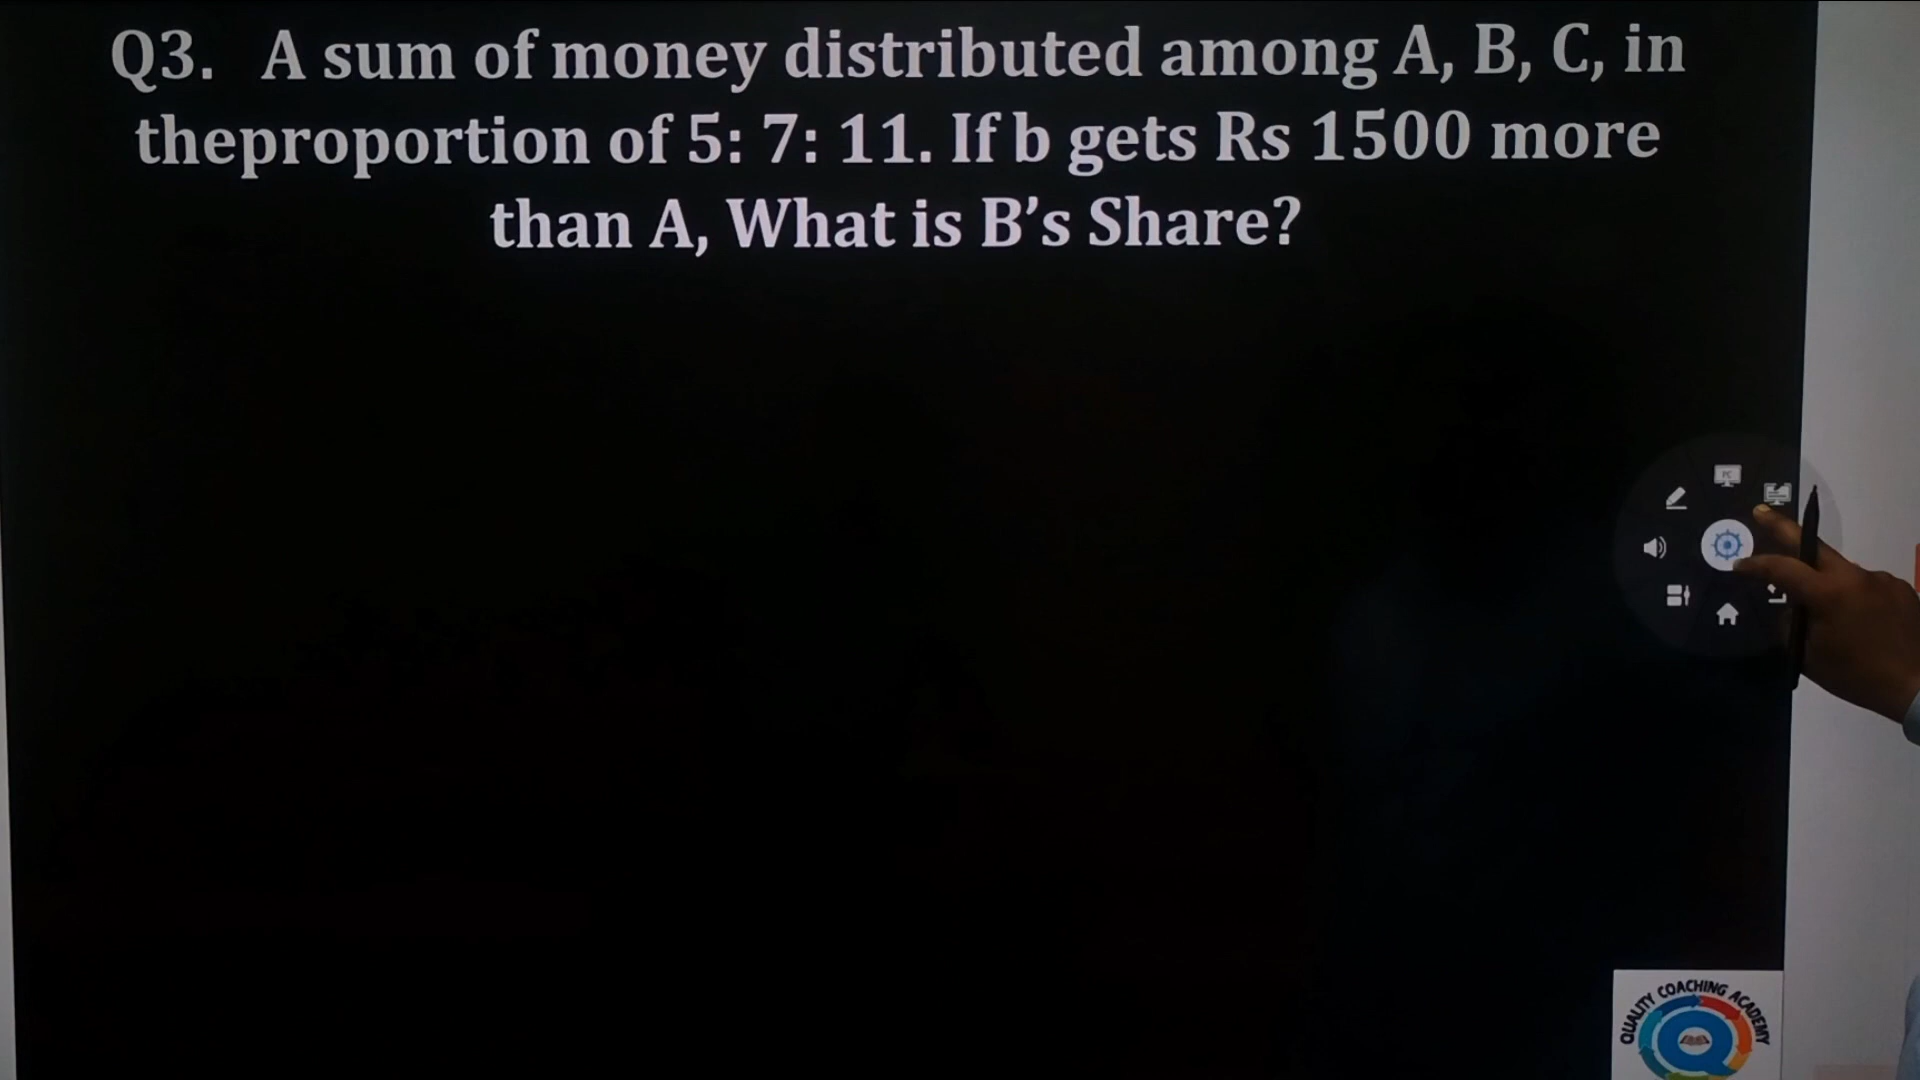 Q3. A sum of money distributed among A, B, C, in
theproportion of 5: 7: 11. If b gets Rs 1500 more
than A, What is B’s Share?
PC
QUALITY COACHING ACADEMY
Q